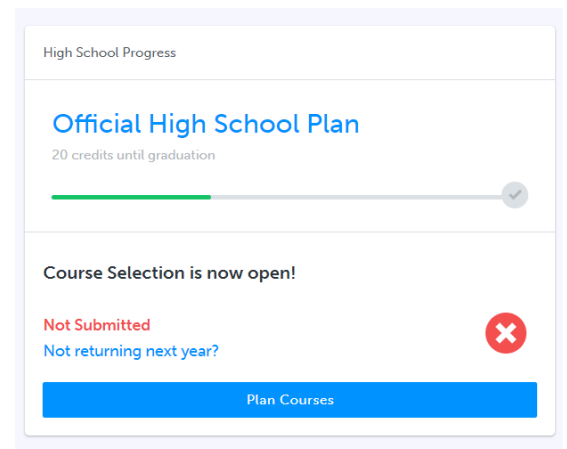 High School Progress
Official High School Plan
20 credits until graduation
Course Selection is now open!
Not Submitted
Not returning next year?
Plan Courses